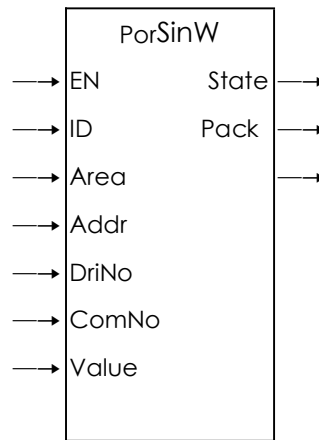 PorSinW
EN State
ID Pack
Area
Addr
DriNo
ComNo
Value